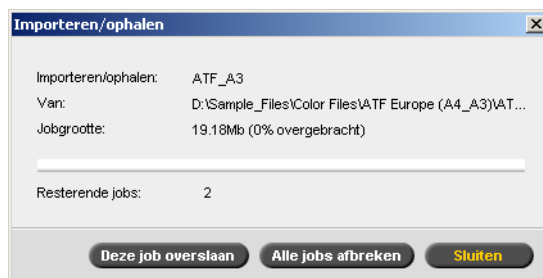 Importeren/ophalen
Importeren/ophalen: ATF_A3
Van: D:\Sample_Files\Color Files\ATF Europe (A4_A3)\AT...
Jobgrootte: 19.18Mb (0% overgebracht)
Resterende jobs: 2
Deze job overslaan Alle jobs afbreken Sluiten